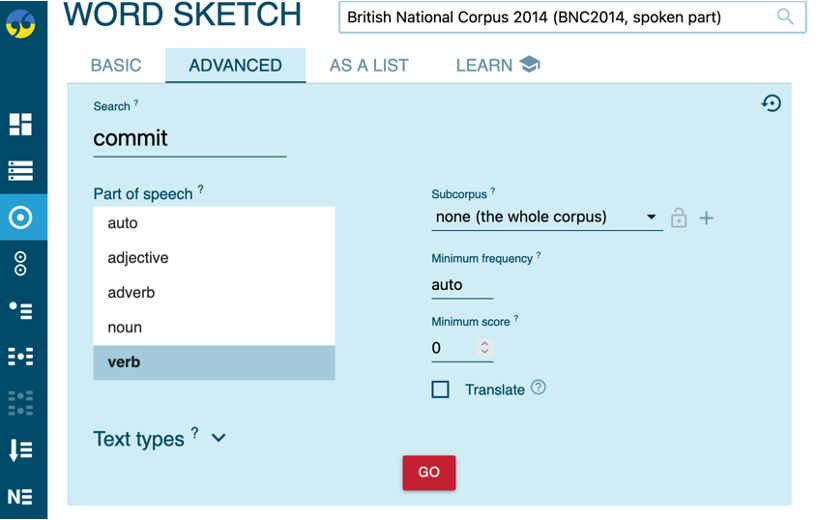 WORD SKETCH
British National Corpus 2014 (BNC2014, spoken part)
BASIC ADVANCED AS A LIST LEARN
Search ?
commit
Part of speech ?
auto
adjective
adverb
noun
verb
Subcorpus ?
none (the whole corpus)
Minimum frequency ?
auto
Minimum score ?
0
Translate ?
Text types ?
GO
NE